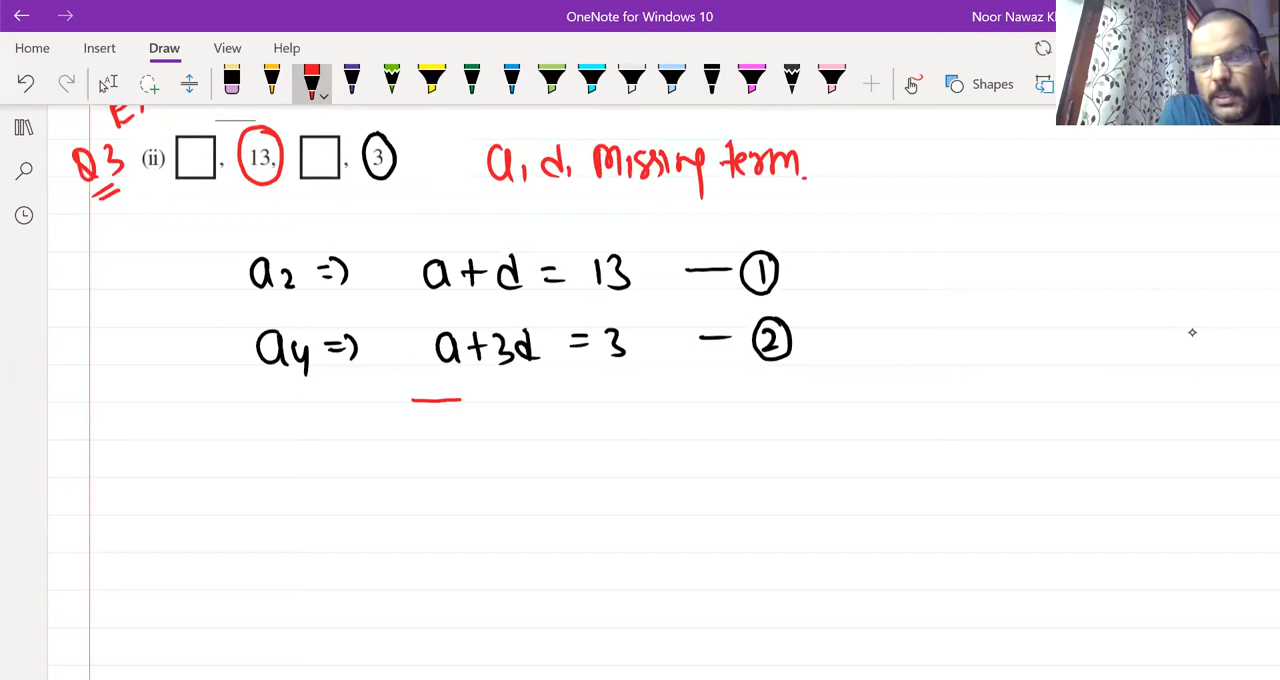 OneNote for Windows 10
Noor Nawaz Kh
Home Insert Draw View Help
Shapes
Q3 (ii) □, 13, □, 3 a, d, Missing term.
a₂ => a+d = 13 — ①
a₄ => a+3d = 3 — ②